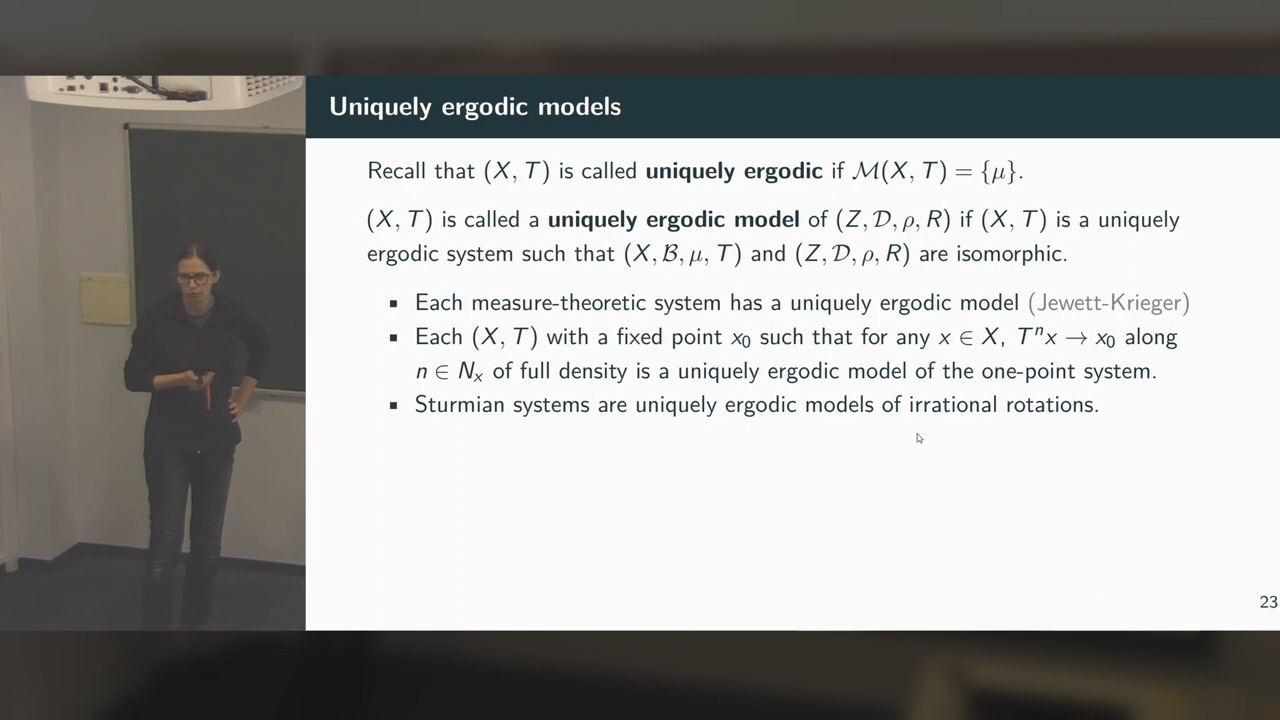 Uniquely ergodic models
Recall that (X, T) is called uniquely ergodic if ℳ(X, T) = {μ}.
(X, T) is called a uniquely ergodic model of (Z, 𝒟, ρ, R) if (X, T) is a uniquely
ergodic system such that (X, ℬ, μ, T) and (Z, 𝒟, ρ, R) are isomorphic.
▪ Each measure-theoretic system has a uniquely ergodic model (Jewett-Krieger)
▪ Each (X, T) with a fixed point x₀ such that for any x ∈ X, Tⁿx → x₀ along
n ∈ Nₓ of full density is a uniquely ergodic model of the one-point system.
▪ Sturmian systems are uniquely ergodic models of irrational rotations.
23